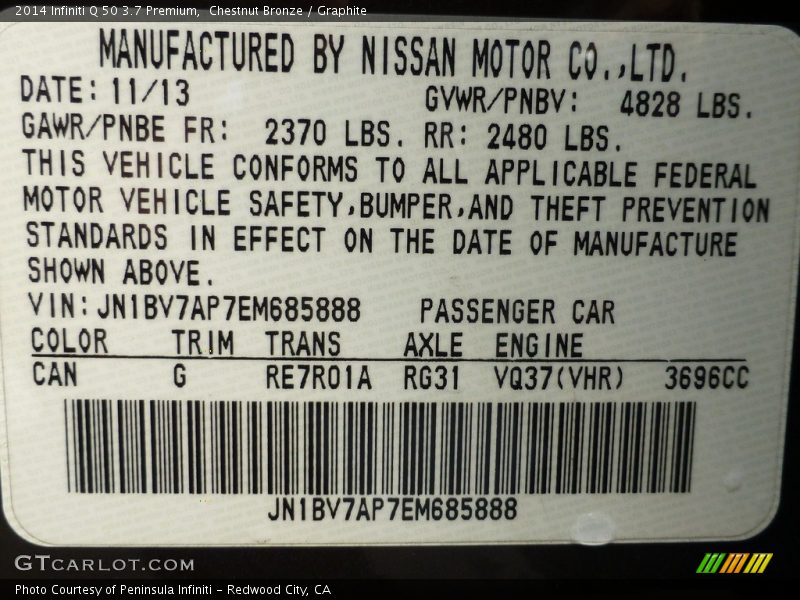 2014 Infiniti Q 50 3.7 Premium,  Chestnut Bronze / Graphite
MANUFACTURED BY NISSAN MOTOR CO.,LTD.
DATE: 11/13 GVWR/PNBV: 4828 LBS.
GAWR/PNBE FR: 2370 LBS. RR: 2480 LBS.
THIS VEHICLE CONFORMS TO ALL APPLICABLE FEDERAL
MOTOR VEHICLE SAFETY,BUMPER,AND THEFT PREVENTION
STANDARDS IN EFFECT ON THE DATE OF MANUFACTURE
SHOWN ABOVE.
VIN: JN1BV7AP7EM685888 PASSENGER CAR
COLOR TRIM TRANS AXLE ENGINE
CAN G RE7R01A RG31 VQ37(VHR) 3696CC
JN1BV7AP7EM685888
GTCARLOT.COM
Photo Courtesy of Peninsula Infiniti - Redwood City, CA